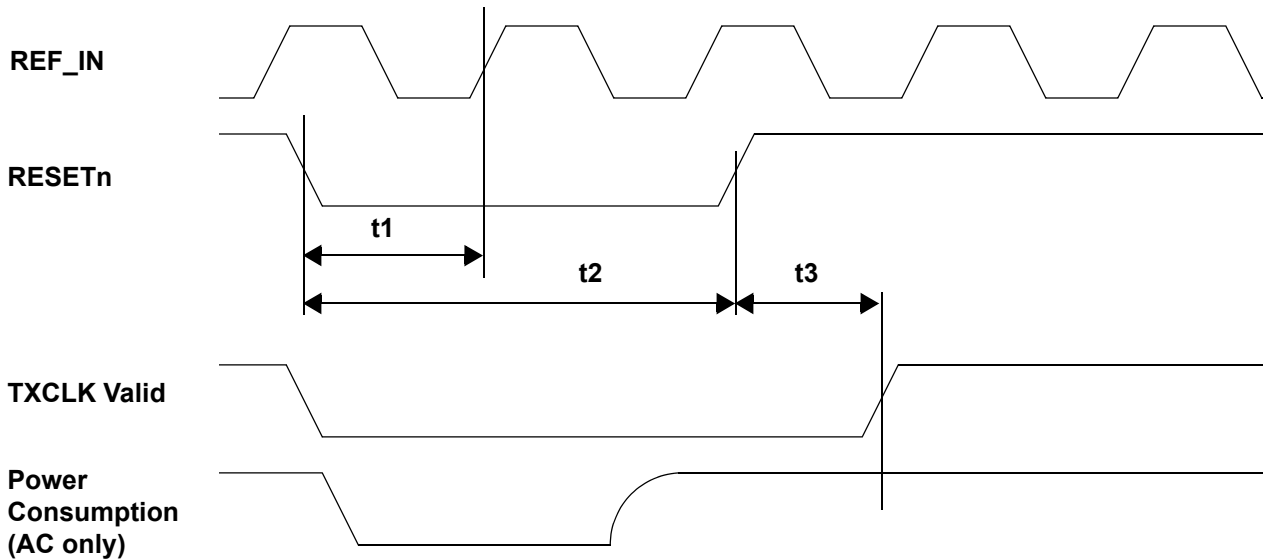 REF_IN
RESETn
t1
t2
t3
TXCLK Valid
Power
Consumption
(AC only)